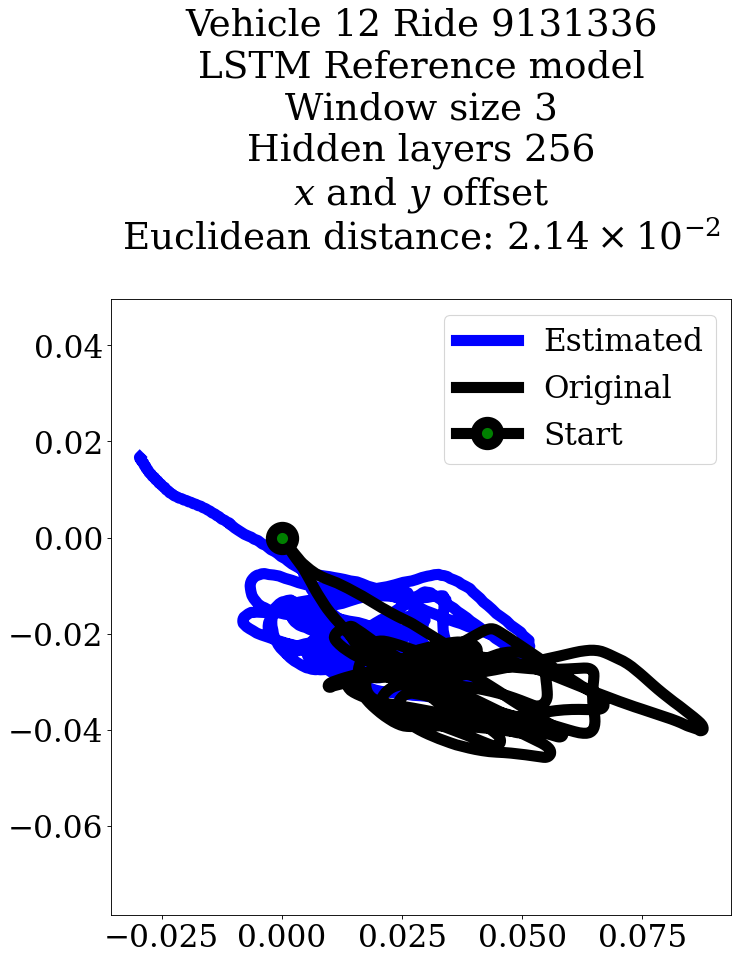 Vehicle 12 Ride 9131336
LSTM Reference model
Window size 3
Hidden layers 256
x and y offset
Euclidean distance: 2.14 × 10⁻²
Estimated
Original
Start
0.04
0.02
0.00
−0.02
−0.04
−0.06
−0.025 0.000 0.025 0.050 0.075